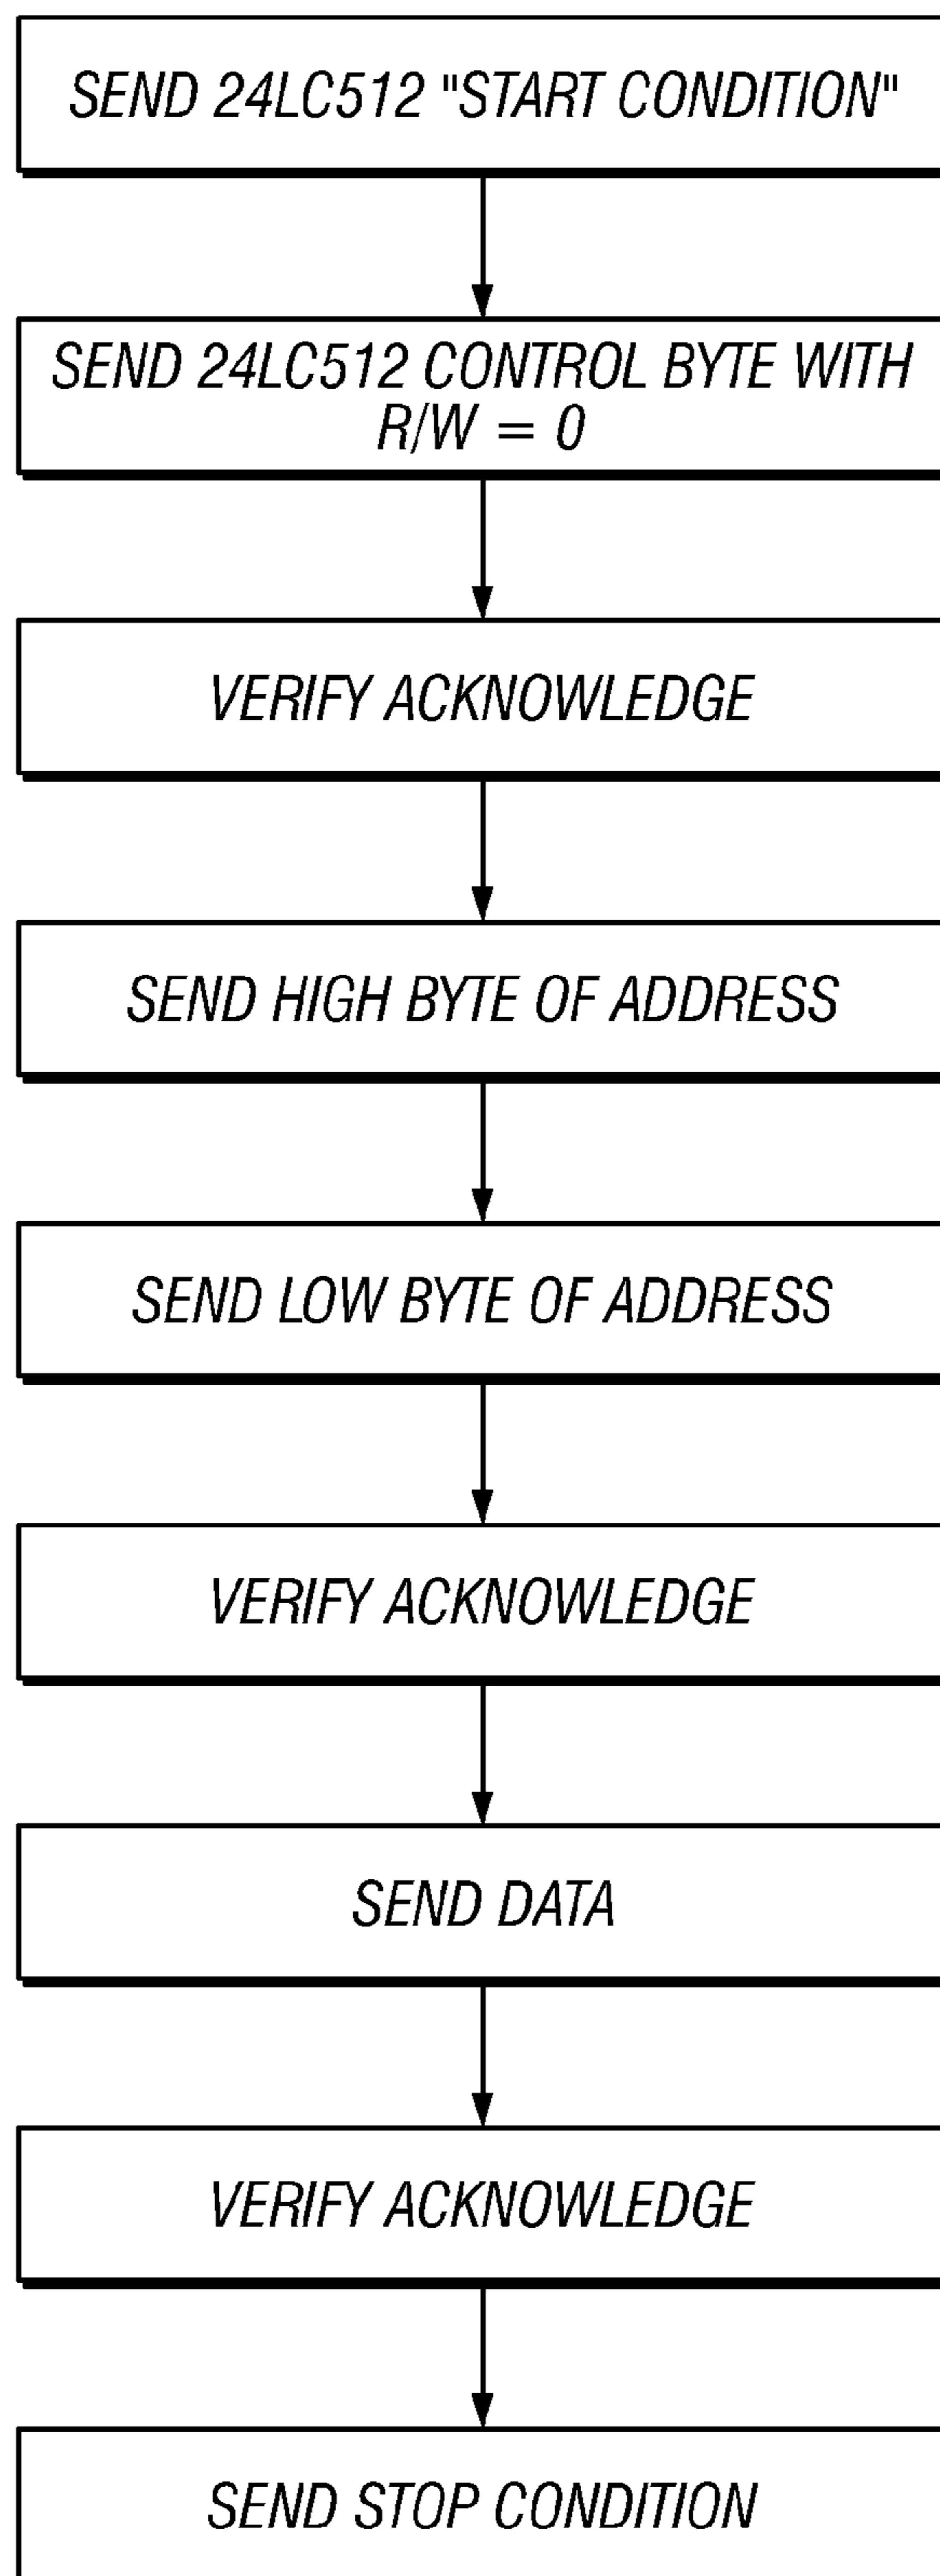 SEND 24LC512 "START CONDITION"
SEND 24LC512 CONTROL BYTE WITH
R/W = 0
VERIFY ACKNOWLEDGE
SEND HIGH BYTE OF ADDRESS
SEND LOW BYTE OF ADDRESS
VERIFY ACKNOWLEDGE
SEND DATA
VERIFY ACKNOWLEDGE
SEND STOP CONDITION